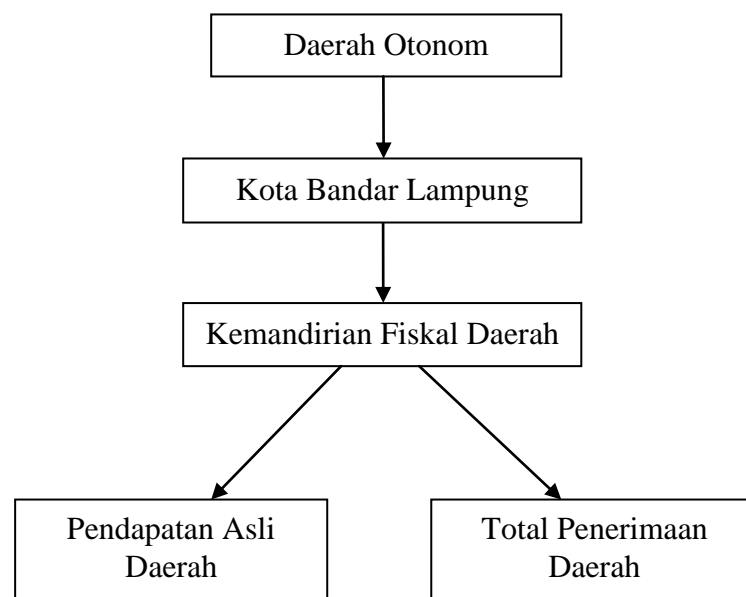 Daerah Otonom
Kota Bandar Lampung
Kemandirian Fiskal Daerah
Pendapatan Asli
Daerah
Total Penerimaan
Daerah